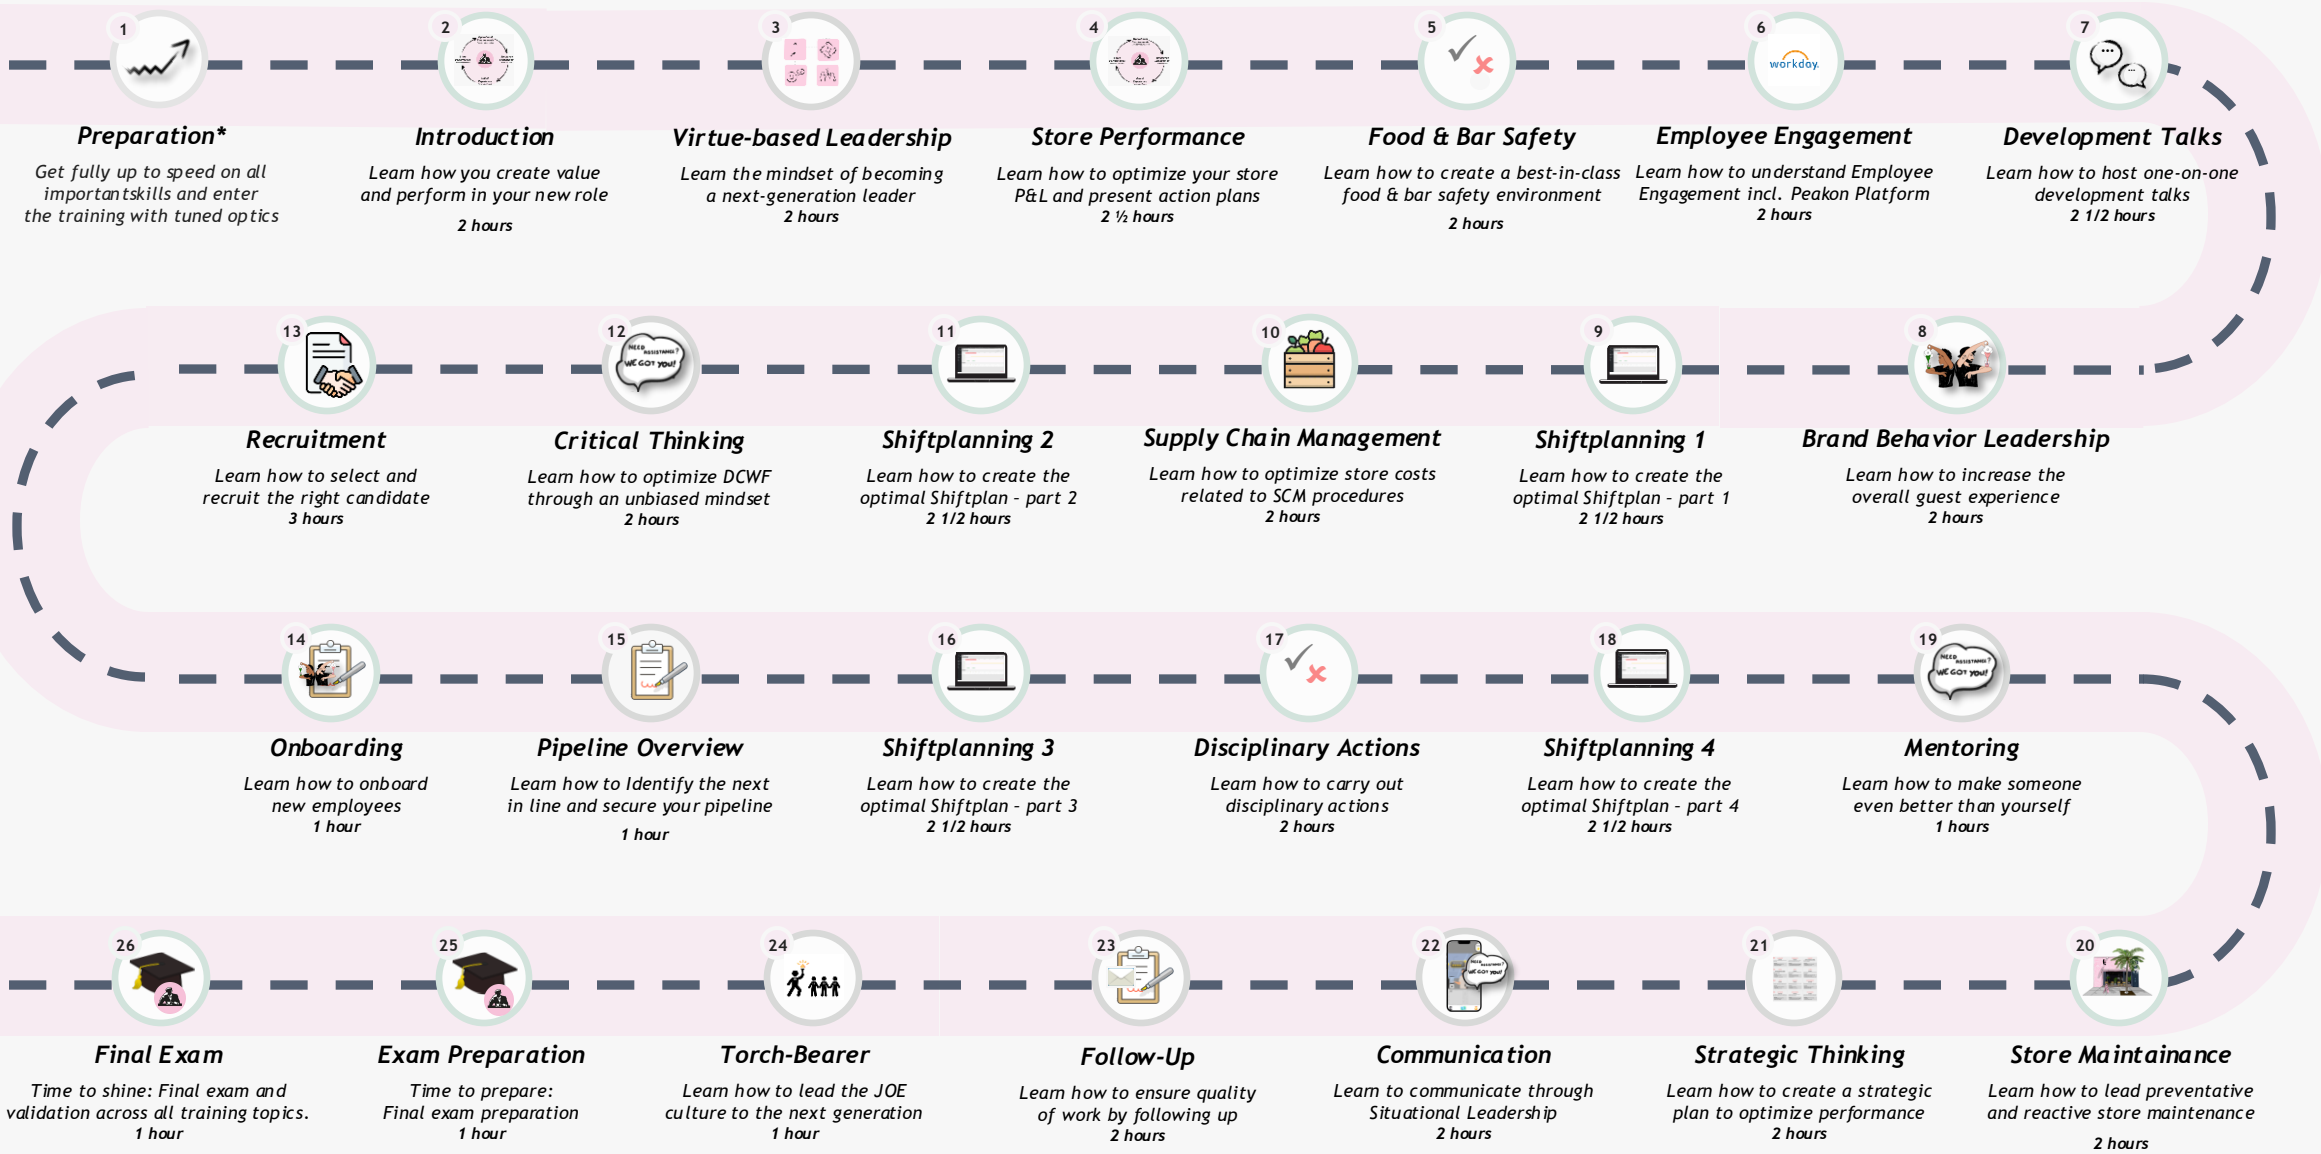 1
Preparation*
Get fully up to speed on all
importantskills and enter
the training with tuned optics
2
Introduction
Learn how you create value
and perform in your new role
2 hours
3
Virtue-based Leadership
Learn the mindset of becoming
a next-generation leader
2 hours
4
Store Performance
Learn how to optimize your store
P&L and present action plans
2 ½ hours
5
Food & Bar Safety
Learn how to create a best-in-class
food & bar safety environment
2 hours
6
workday.
Employee Engagement
Learn how to understand Employee
Engagement incl. Peakon Platform
2 hours
7
Development Talks
Learn how to host one-on-one
development talks
2 1/2 hours
8
Brand Behavior Leadership
Learn how to increase the
overall guest experience
2 hours
9
Shiftplanning 1
Learn how to create the
optimal Shiftplan - part 1
2 1/2 hours
10
Supply Chain Management
Learn how to optimize store costs
related to SCM procedures
2 hours
11
Shiftplanning 2
Learn how to create the
optimal Shiftplan - part 2
2 1/2 hours
12
NEED
ASSISTANCE?
WE GOT YOU!
Critical Thinking
Learn how to optimize DCWF
through an unbiased mindset
2 hours
13
Recruitment
Learn how to select and
recruit the right candidate
3 hours
14
Onboarding
Learn how to onboard
new employees
1 hour
15
Pipeline Overview
Learn how to Identify the next
in line and secure your pipeline
1 hour
16
Shiftplanning 3
Learn how to create the
optimal Shiftplan - part 3
2 1/2 hours
17
Disciplinary Actions
Learn how to carry out
disciplinary actions
2 hours
18
Shiftplanning 4
Learn how to create the
optimal Shiftplan - part 4
2 1/2 hours
19
NEED
ASSISTANCE?
WE GOT YOU!
Mentoring
Learn how to make someone
even better than yourself
1 hours
20
Store Maintainance
Learn how to lead preventative
and reactive store maintenance
2 hours
21
Strategic Thinking
Learn how to create a strategic
plan to optimize performance
2 hours
22
NEED
ASSISTANCE?
WE GOT YOU!
Communication
Learn to communicate through
Situational Leadership
2 hours
23
Follow-Up
Learn how to ensure quality
of work by following up
2 hours
24
Torch-Bearer
Learn how to lead the JOE
culture to the next generation
1 hour
25
Exam Preparation
Time to prepare:
Final exam preparation
1 hour
26
Final Exam
Time to shine: Final exam and
validation across all training topics.
1 hour